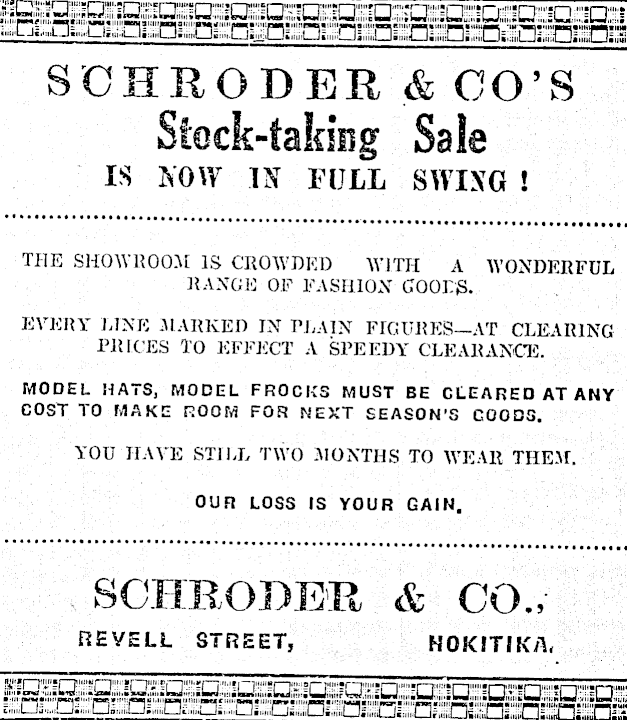 SCHRODER & CO'S
Stock-taking Sale
IS NOW IN FULL SWING!
THE SHOWROOM IS CROWDED WITH A WONDERFUL
RANGE OF FASHION GOODS.
EVERY LINE MARKED IN PLAIN FIGURES—AT CLEARING
PRICES TO EFFECT A SPEEDY CLEARANCE.
MODEL HATS, MODEL FROCKS MUST BE CLEARED AT ANY
COST TO MAKE ROOM FOR NEXT SEASON'S GOODS.
YOU HAVE STILL TWO MONTHS TO WEAR THEM.
OUR LOSS IS YOUR GAIN.
SCHRODER & CO.,
REVELL STREET, HOKITIKA.